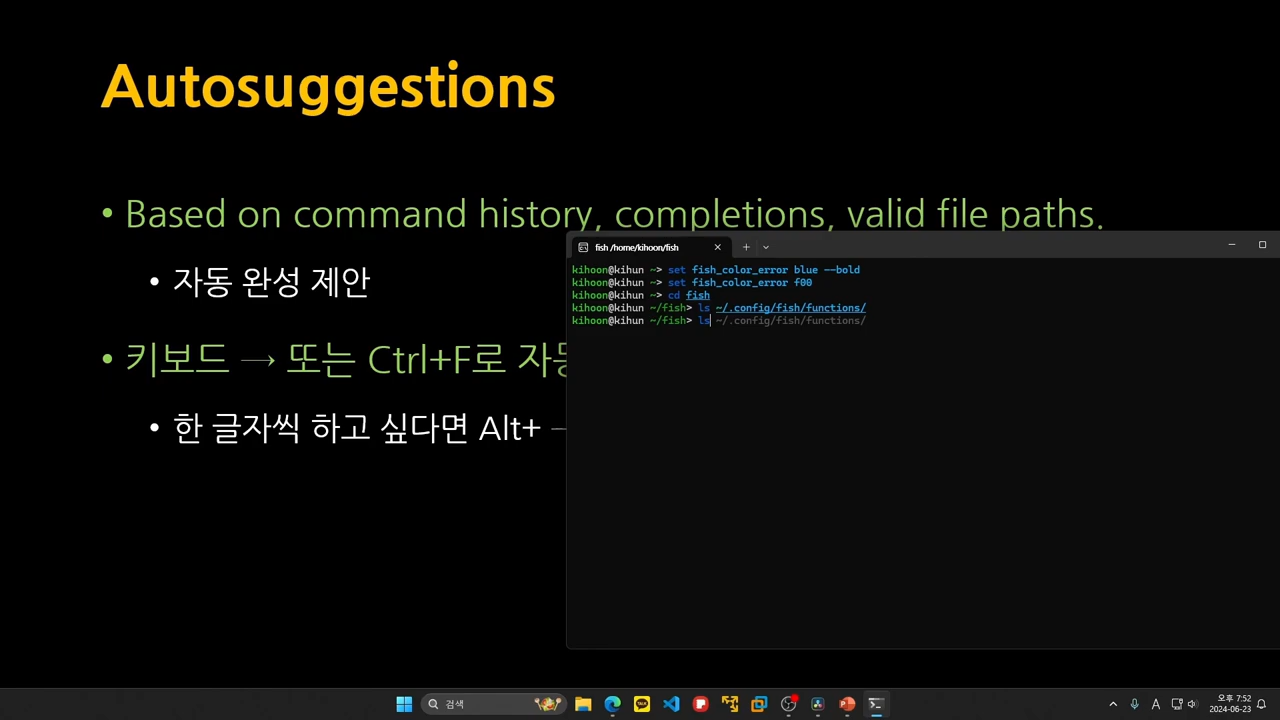 Autosuggestions
• Based on command history, completions, valid file paths.
• 자동 완성 제안
• 키보드 → 또는 Ctrl+F로
• 한 글자씩 하고 싶다면 Alt+ →
fish /home/kihoon/fish
kihoon@kihun ~> set fish_color_error blue --bold
kihoon@kihun ~> set fish_color_error f00
kihoon@kihun ~> cd fish
kihoon@kihun ~/fish> ls ~/.config/fish/functions/
kihoon@kihun ~/fish> ls ~/.config/fish/functions/
검색
TALK
A
오후 7:52
2024-06-23